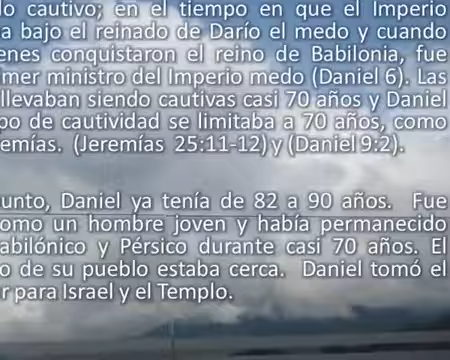 lo cautivo; en el tiempo en que el Imperio
a bajo el reinado de Darío el medo y cuando
enes conquistaron el reino de Babilonia, fue
imer ministro del Imperio medo (Daniel 6). Las
llevaban siendo cautivas casi 70 años y Daniel
po de cautividad se limitaba a 70 años, como
emías. (Jeremías 25:11-12) y (Daniel 9:2).
unto, Daniel ya tenía de 82 a 90 años. Fue
omo un hombre joven y había permanecido
abilónico y Pérsico durante casi 70 años. El
o de su pueblo estaba cerca. Daniel tomó el
r para Israel y el Templo.